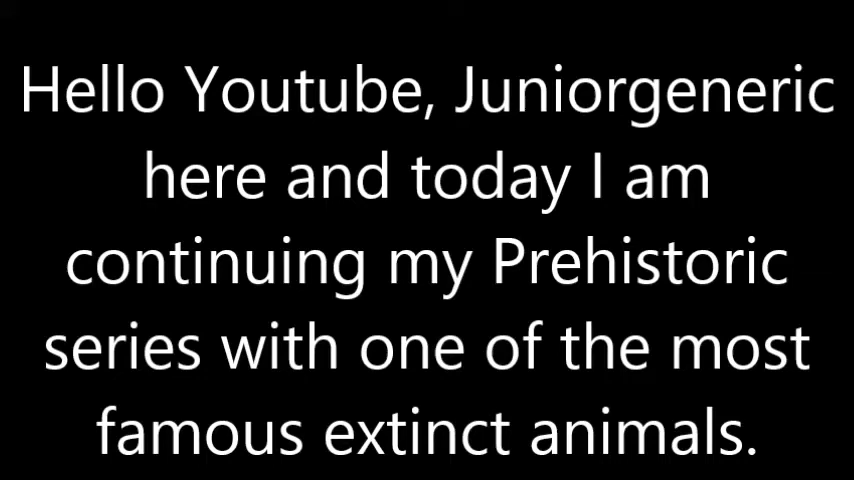 Hello Youtube, Juniorgeneric
here and today I am
continuing my Prehistoric
series with one of the most
famous extinct animals.